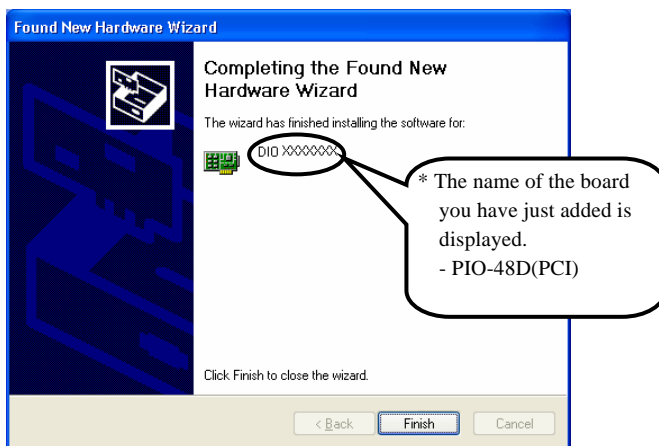 Found New Hardware Wizard
Completing the Found New
Hardware Wizard
The wizard has finished installing the software for:
DIO XXXXXXX
* The name of the board
you have just added is
displayed.
- PIO-48D(PCI)
Click Finish to close the wizard.
< Back
Finish
Cancel